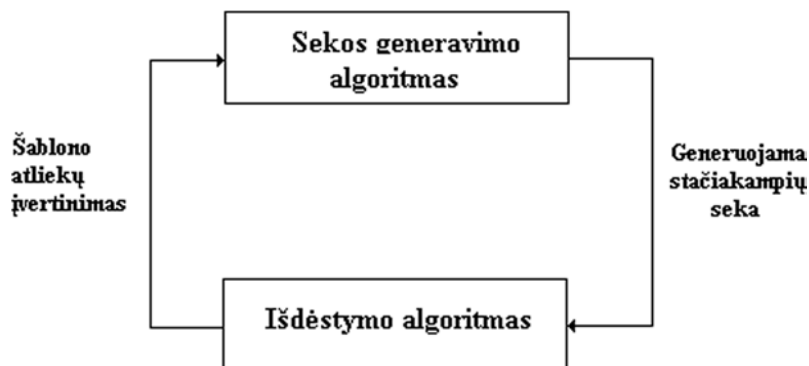 Sekos generavimo
algoritmas
Šablono
atliekų
įvertinimas
Generuojama
stačiakampių
seka
Išdėstymo algoritmas